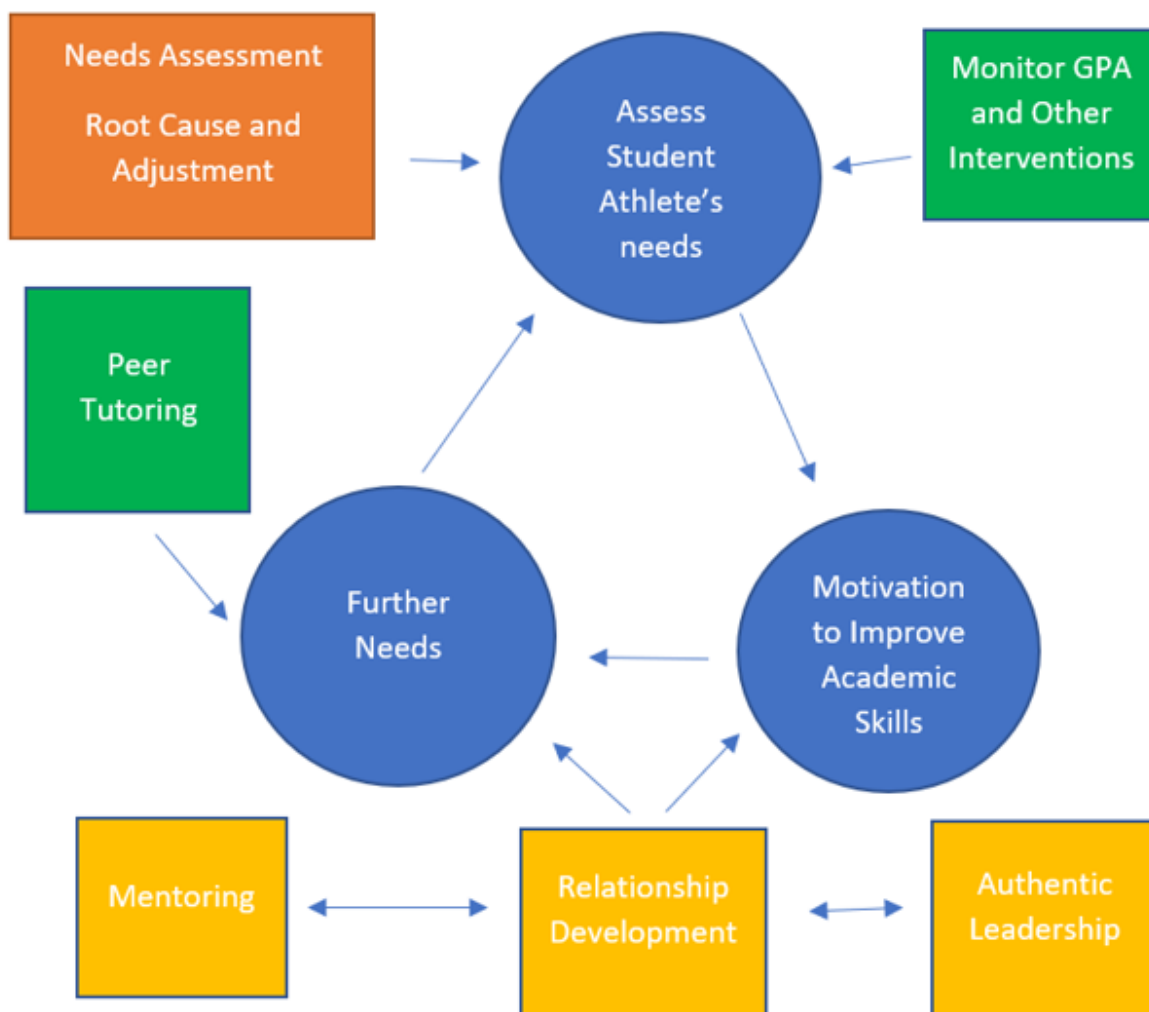 Needs Assessment
Root Cause and
Adjustment
Assess
Student
Athlete’s
needs
Monitor GPA
and Other
Interventions
Peer
Tutoring
Further
Needs
Motivation
to Improve
Academic
Skills
Mentoring
Relationship
Development
Authentic
Leadership